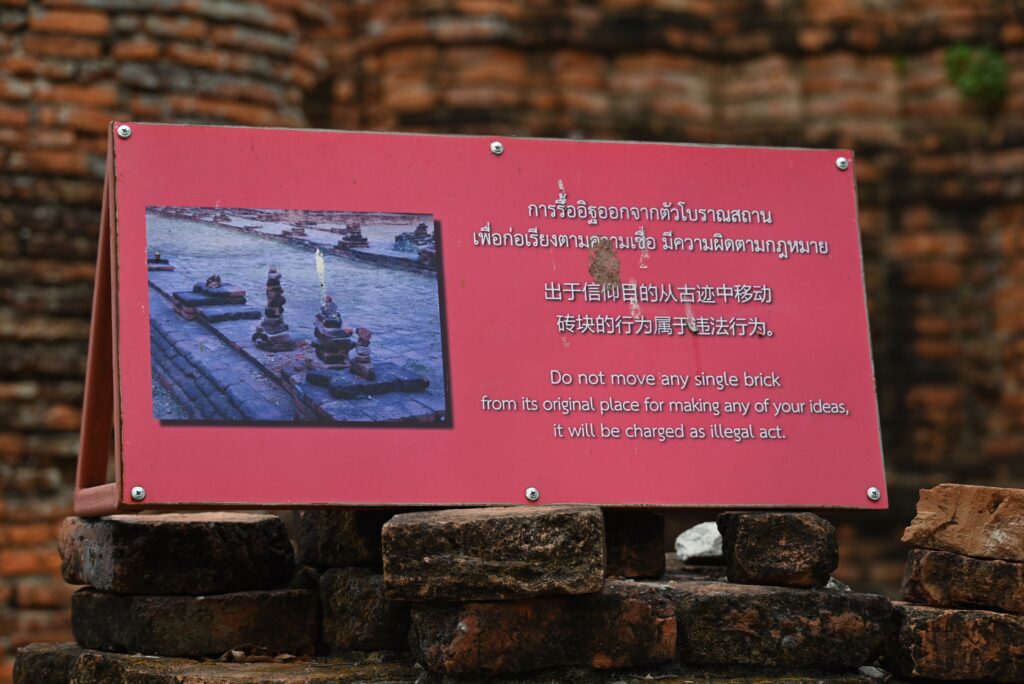 การรื้ออิฐออกจากตัวโบราณสถาน
เพื่อก่อเรียงตามความเชื่อ มีความผิดตามกฎหมาย
出于信仰目的从古迹中移动
砖块的行为属于违法行为。
Do not move any single brick
from its original place for making any of your ideas,
it will be charged as illegal act.